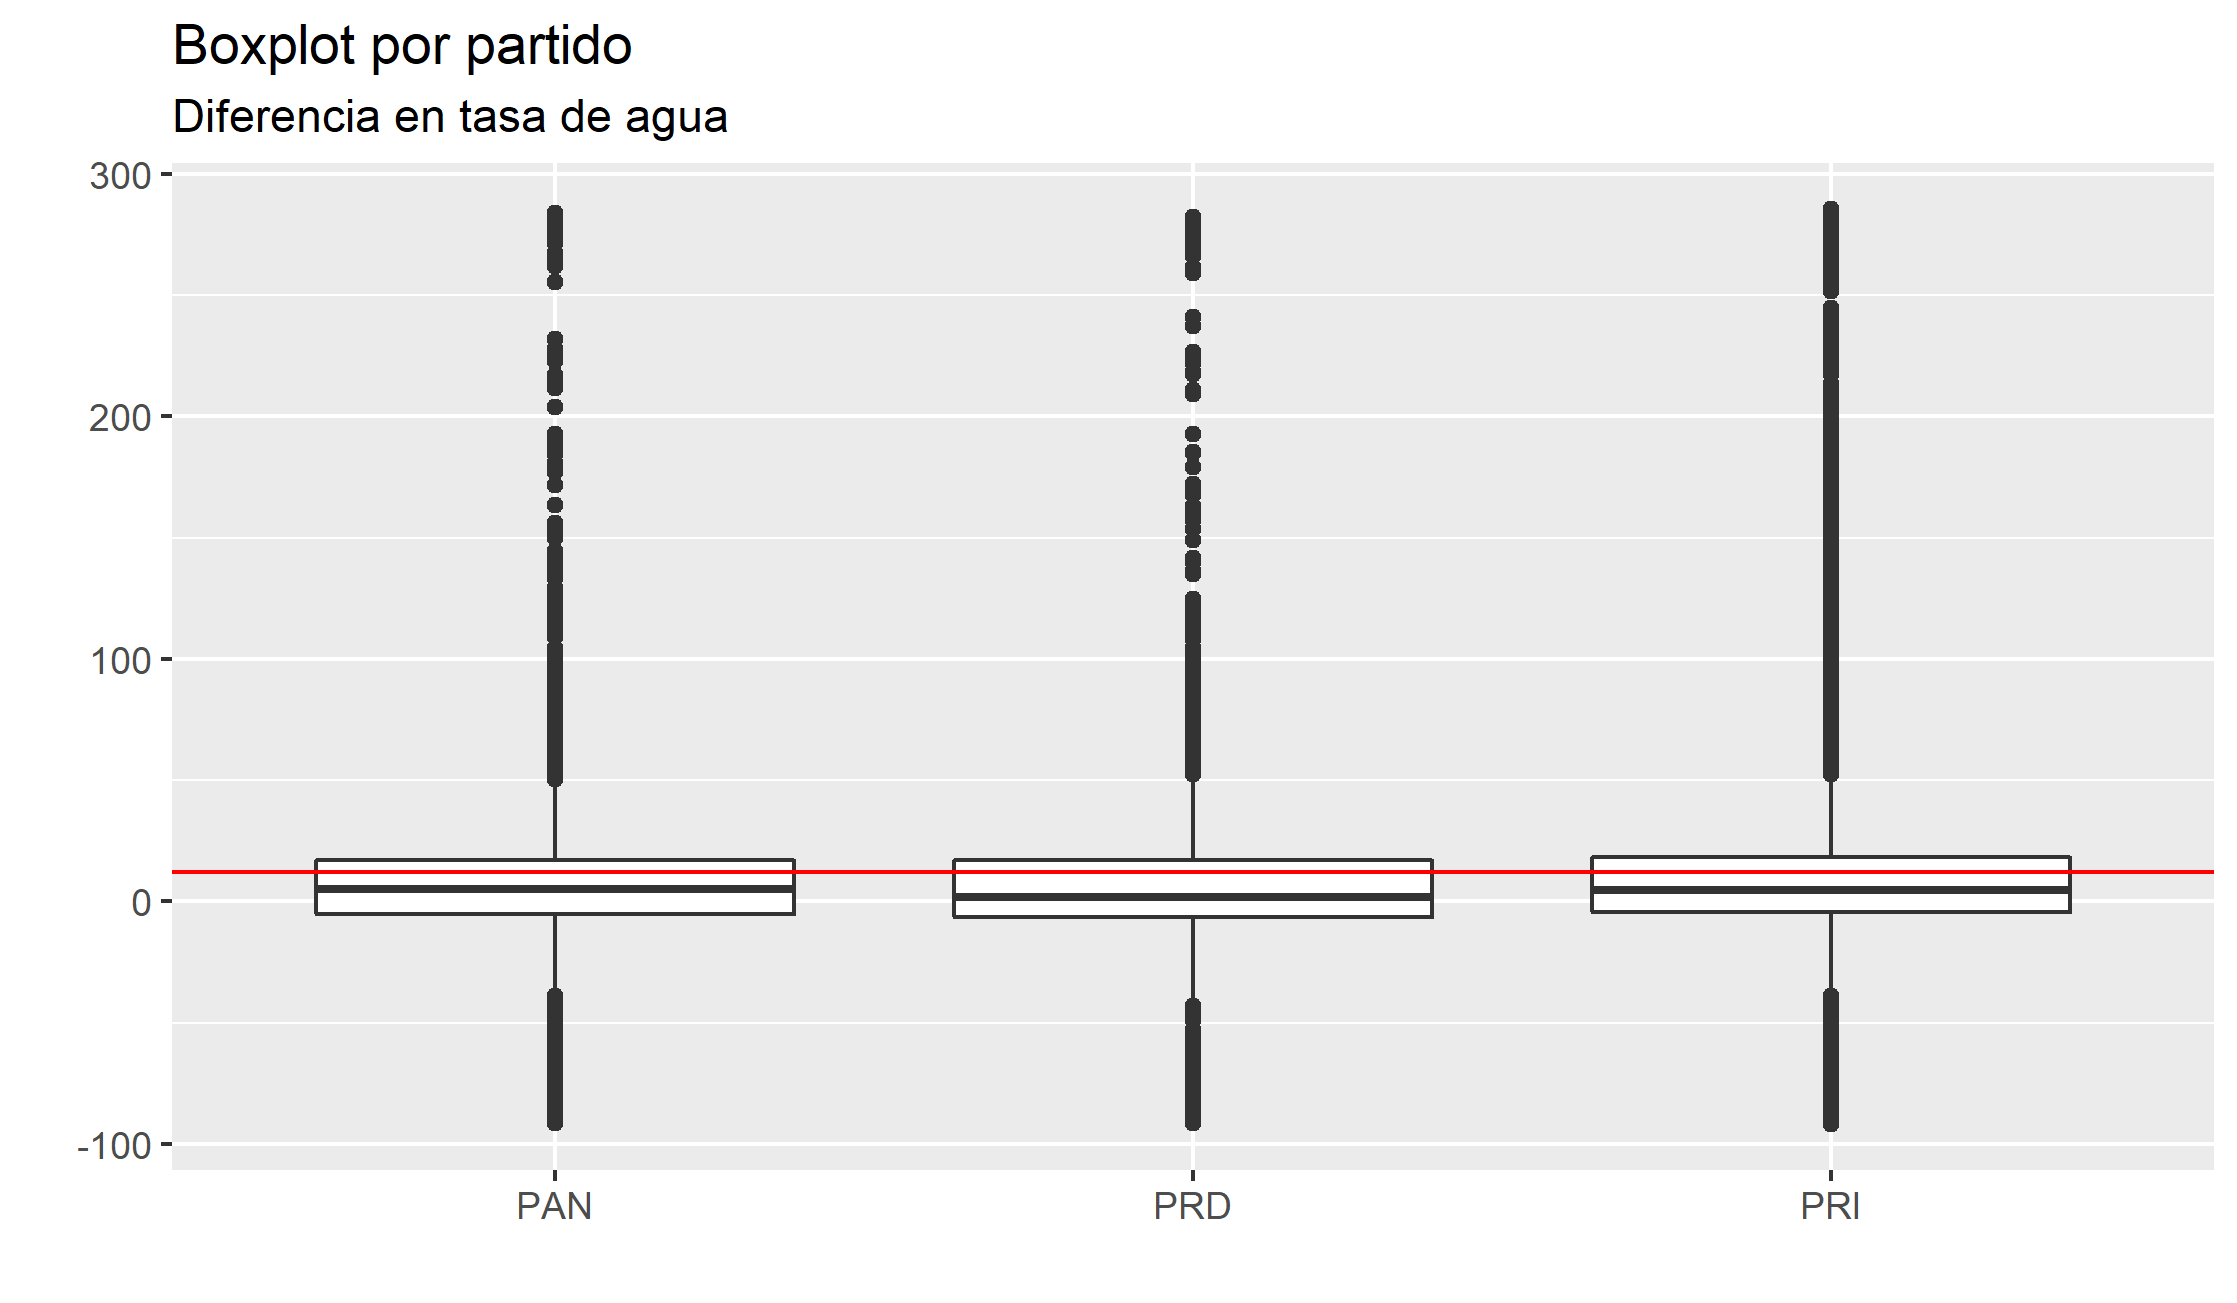 Boxplot por partido
Diferencia en tasa de agua
300
200
100
0
-100
PAN
PRD
PRI